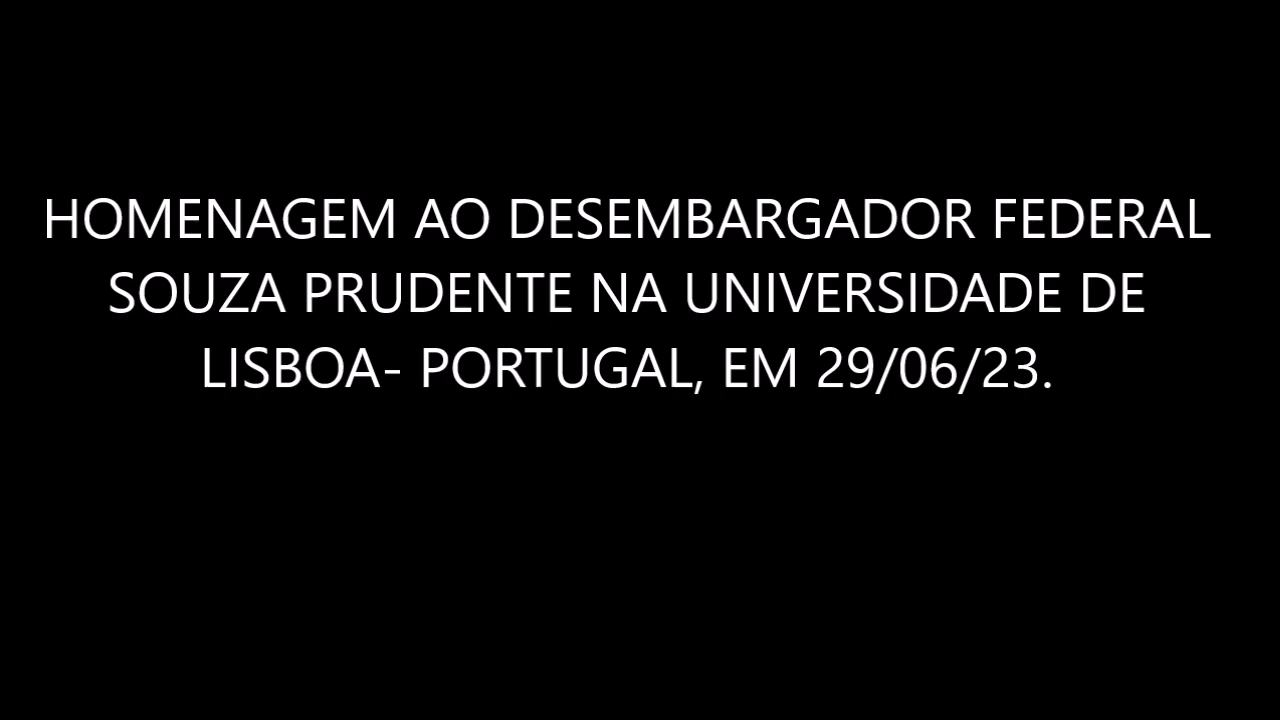 HOMENAGEM AO DESEMBARGADOR FEDERAL
SOUZA PRUDENTE NA UNIVERSIDADE DE
LISBOA- PORTUGAL, EM 29/06/23.